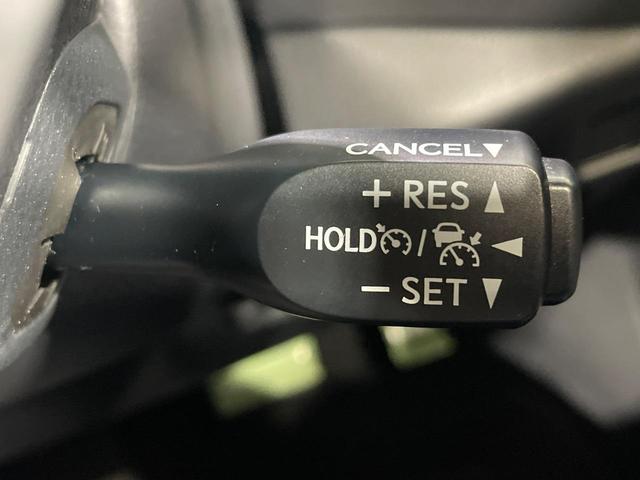 CANCEL▼
+ RES ▲
HOLD / ◀
− SET ▼